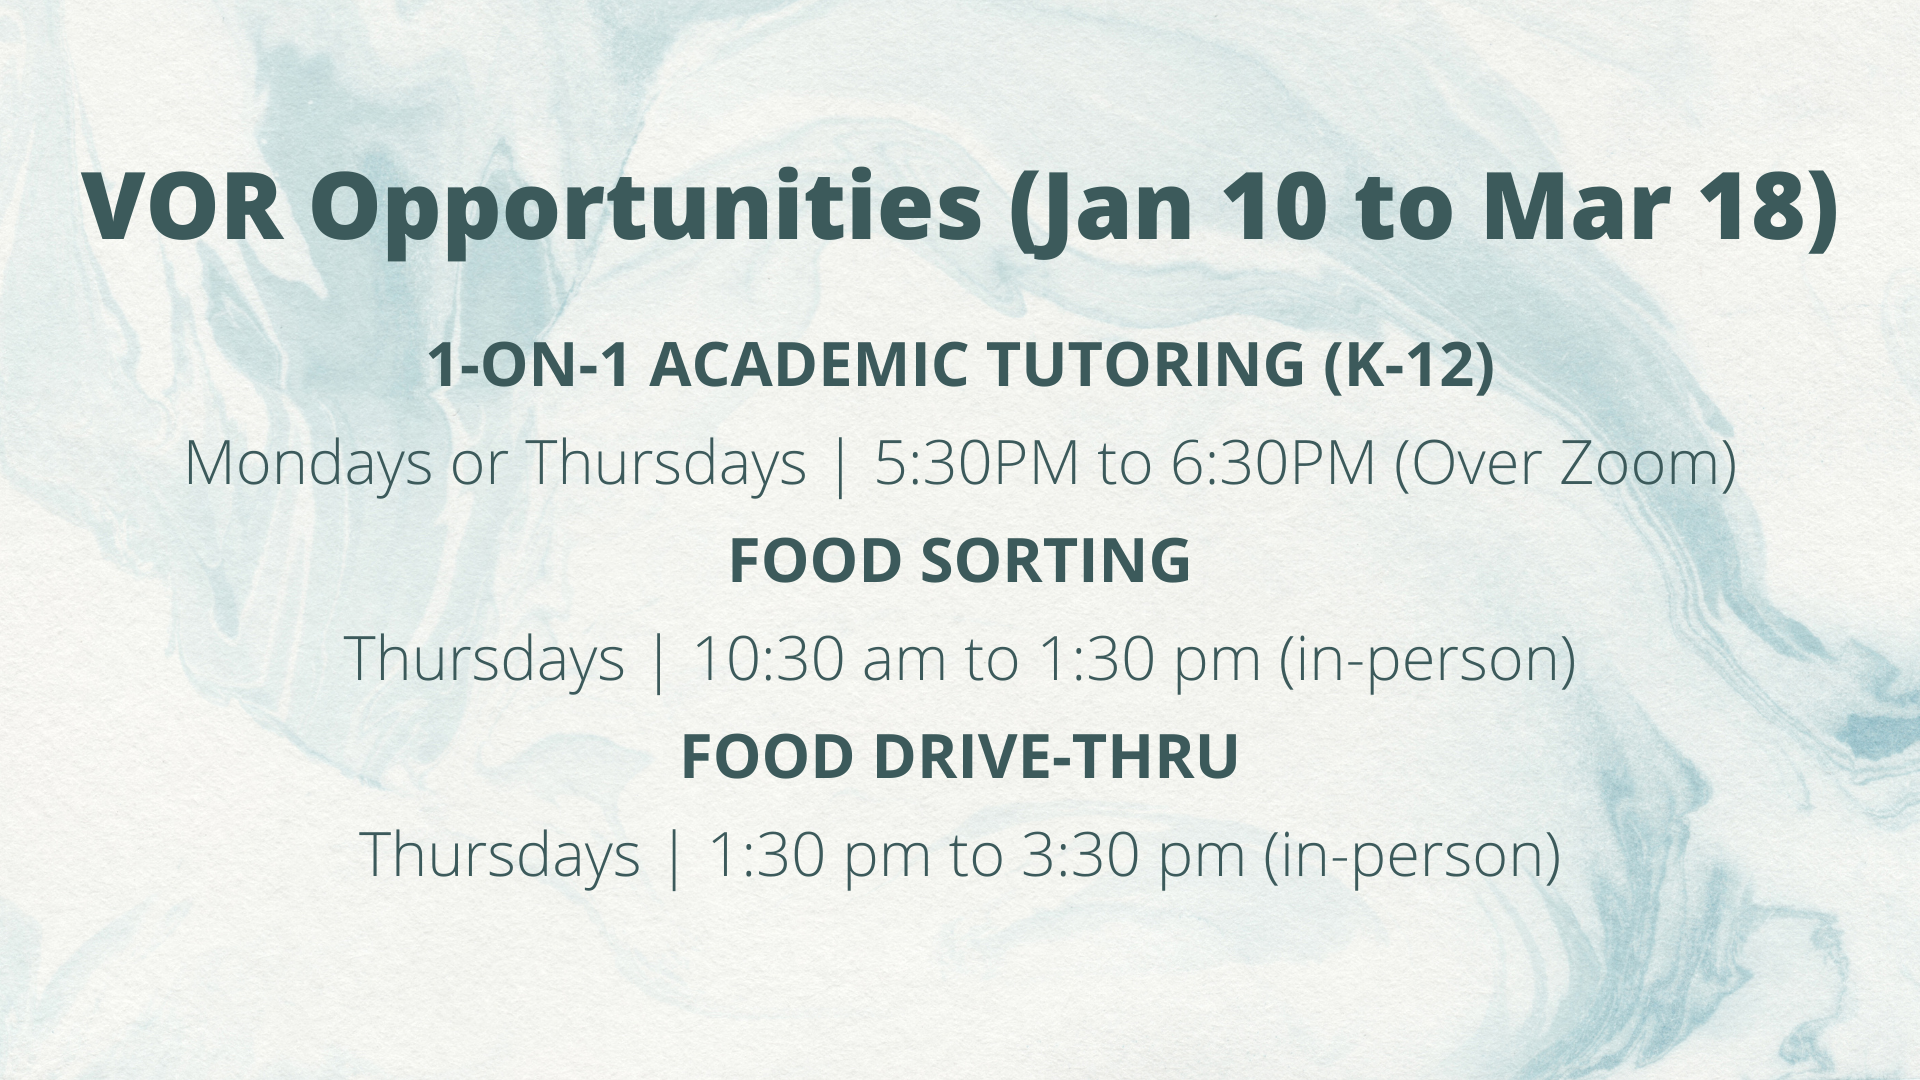 VOR Opportunities (Jan 10 to Mar 18)
1-ON-1 ACADEMIC TUTORING (K-12)
Mondays or Thursdays | 5:30PM to 6:30PM (Over Zoom)
FOOD SORTING
Thursdays | 10:30 am to 1:30 pm (in-person)
FOOD DRIVE-THRU
Thursdays | 1:30 pm to 3:30 pm (in-person)